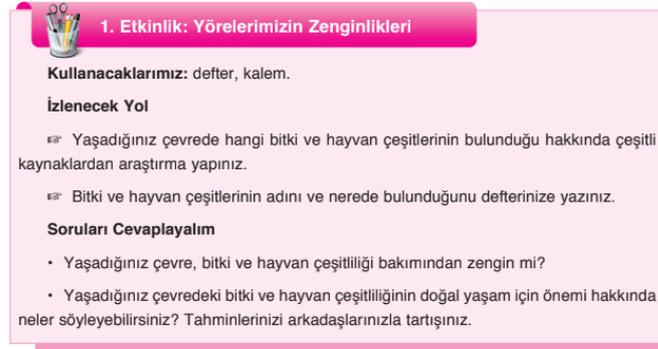 1. Etkinlik: Yörelerimizin Zenginlikleri
Kullanacaklarımız: defter, kalem.
İzlenecek Yol
☞ Yaşadığınız çevrede hangi bitki ve hayvan çeşitlerinin bulunduğu hakkında çeşitli
kaynaklardan araştırma yapınız.
☞ Bitki ve hayvan çeşitlerinin adını ve nerede bulunduğunu defterinize yazınız.
Soruları Cevaplayalım
• Yaşadığınız çevre, bitki ve hayvan çeşitliliği bakımından zengin mi?
• Yaşadığınız çevredeki bitki ve hayvan çeşitliliğinin doğal yaşam için önemi hakkında
neler söyleyebilirsiniz? Tahminlerinizi arkadaşlarınızla tartışınız.